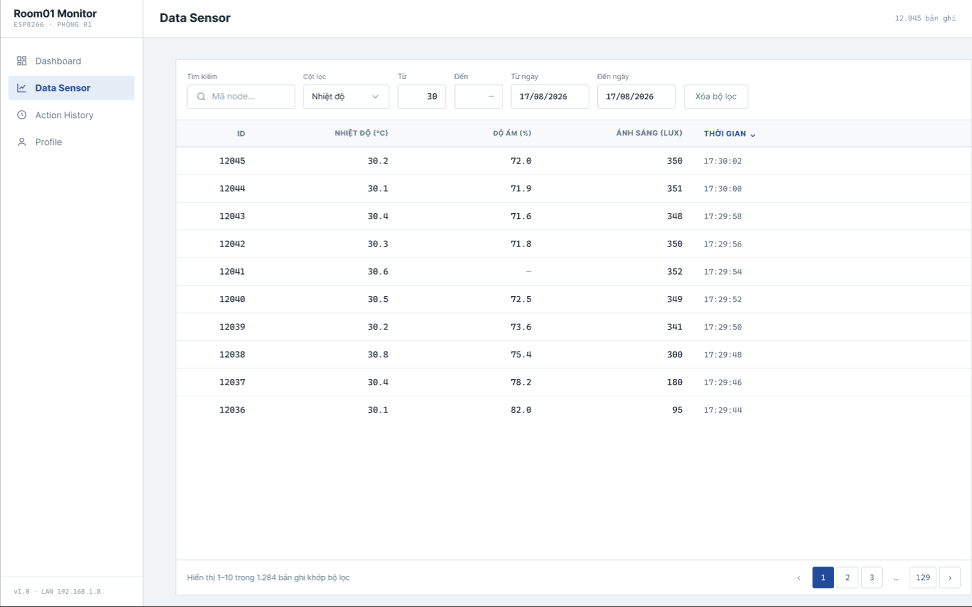 Room01 Monitor
ESP8266 · PHÒNG 01
Data Sensor
12.045 bản ghi
Dashboard
Data Sensor
Action History
Profile
Tìm kiếm
Cột lọc
Từ
Đến
Từ ngày
Đến ngày
Mã node...
Nhiệt độ
30
—
17/08/2026
17/08/2026
Xóa bộ lọc
ID NHIỆT ĐỘ (°C) ĐỘ ẨM (%) ÁNH SÁNG (LUX) THỜI GIAN
12045 30.2 72.0 350 17:30:02
12044 30.1 71.9 351 17:30:00
12043 30.4 71.6 348 17:29:58
12042 30.3 71.8 350 17:29:56
12041 30.6 — 352 17:29:54
12040 30.5 72.5 349 17:29:52
12039 30.2 73.6 341 17:29:50
12038 30.8 75.4 300 17:29:48
12037 30.4 78.2 180 17:29:46
12036 30.1 82.0 95 17:29:44
Hiển thị 1–10 trong 1.284 bản ghi khớp bộ lọc
‹ 1 2 3 … 129 ›
v1.0 · LAN 192.168.1.8